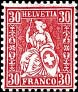 HELVETIA
30 30
FRANCO
30 30